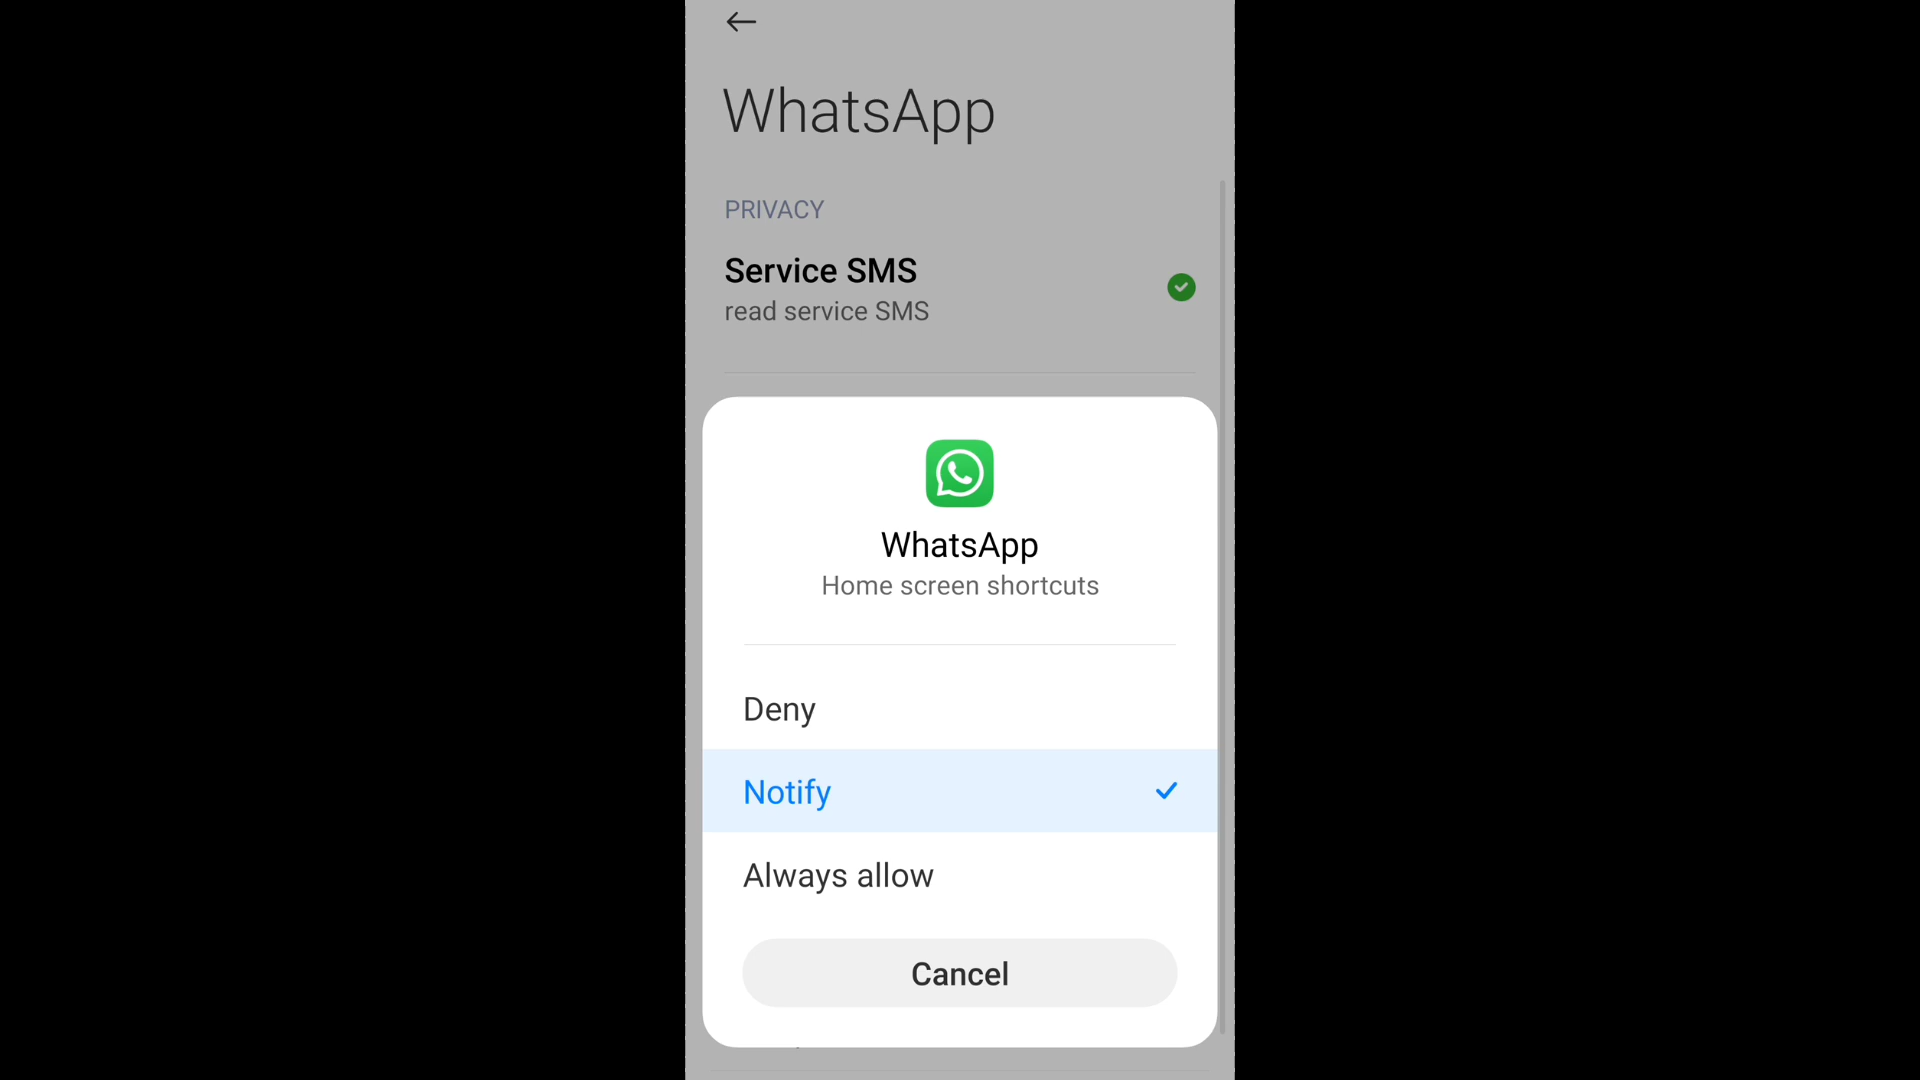 WhatsApp
PRIVACY
Service SMS
read service SMS
WhatsApp
Home screen shortcuts
Deny
Notify
Always allow
Cancel